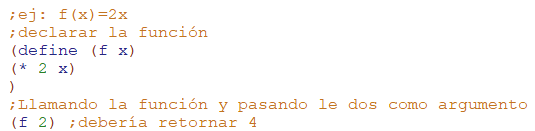 ;ej: f(x)=2x
;declarar la función
(define (f x)
(* 2 x)
)
;Llamando la función y pasando le dos como argumento
(f 2) ;debería retornar 4